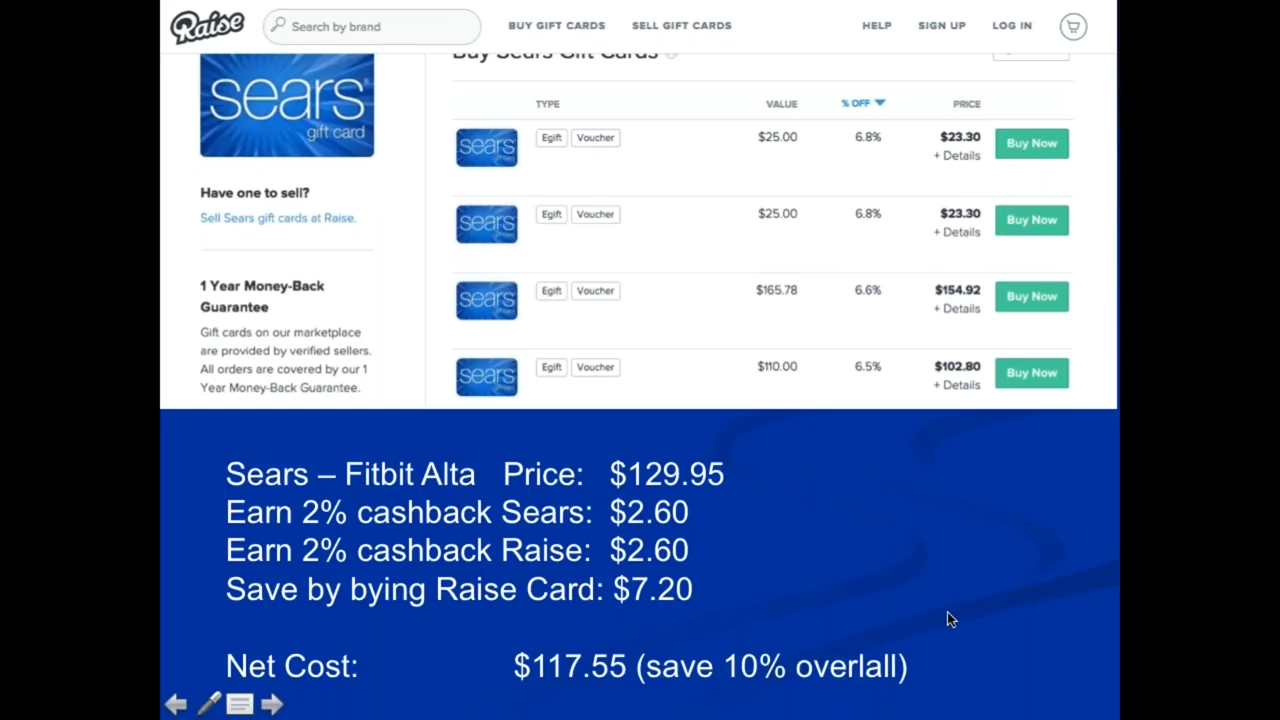 Raise
Search by brand
BUY GIFT CARDS
SELL GIFT CARDS
HELP
SIGN UP
LOG IN
Buy Sears Gift Cards
sears
gift card
TYPE VALUE % OFF PRICE
sears Egift Voucher $25.00 6.8% $23.30 Buy Now
+ Details
sears Egift Voucher $25.00 6.8% $23.30 Buy Now
+ Details
sears Egift Voucher $165.78 6.6% $154.92 Buy Now
+ Details
sears Egift Voucher $110.00 6.5% $102.80 Buy Now
+ Details
Have one to sell?
Sell Sears gift cards at Raise.
1 Year Money-Back
Guarantee
Gift cards on our marketplace
are provided by verified sellers.
All orders are covered by our 1
Year Money-Back Guarantee.
Sears – Fitbit Alta Price: $129.95
Earn 2% cashback Sears: $2.60
Earn 2% cashback Raise: $2.60
Save by bying Raise Card: $7.20
Net Cost: $117.55 (save 10% overlall)